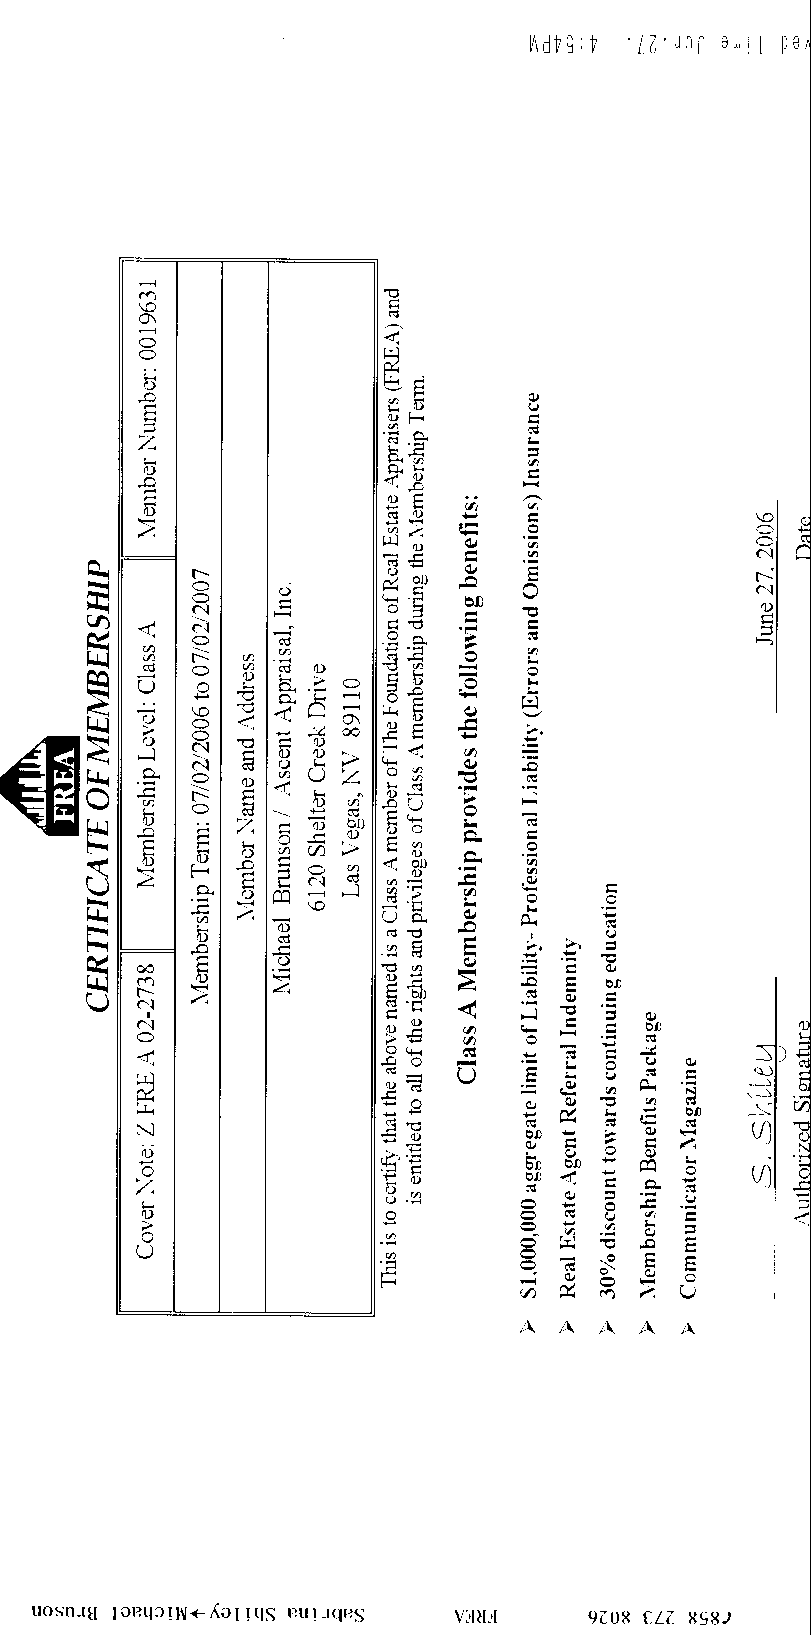 FREA
CERTIFICATE OF MEMBERSHIP
Cover Note: Z FREA 02-2738 Membership Level: Class A Member Number: 0019631
Membership Term: 07/02/2006 to 07/02/2007
Member Name and Address
Michael Brunson / Ascent Appraisal, Inc.
6120 Shelter Creek Drive
Las Vegas, NV 89110
This is to certify that the above named is a Class A member of The Foundation of Real Estate Appraisers (FREA) and
is entitled to all of the rights and privileges of Class A membership during the Membership Term.
Class A Membership provides the following benefits:
➢ $1,000,000 aggregate limit of Liability- Professional Liability (Errors and Omissions) Insurance
➢ Real Estate Agent Referral Indemnity
➢ 30% discount towards continuing education
➢ Membership Benefits Package
➢ Communicator Magazine
S. Shiley June 27, 2006
Authorized Signature Date
ved Time Jun.27. 4:54PM
Sabrina Shiley→Michael Bruson FREA 858 273 8026